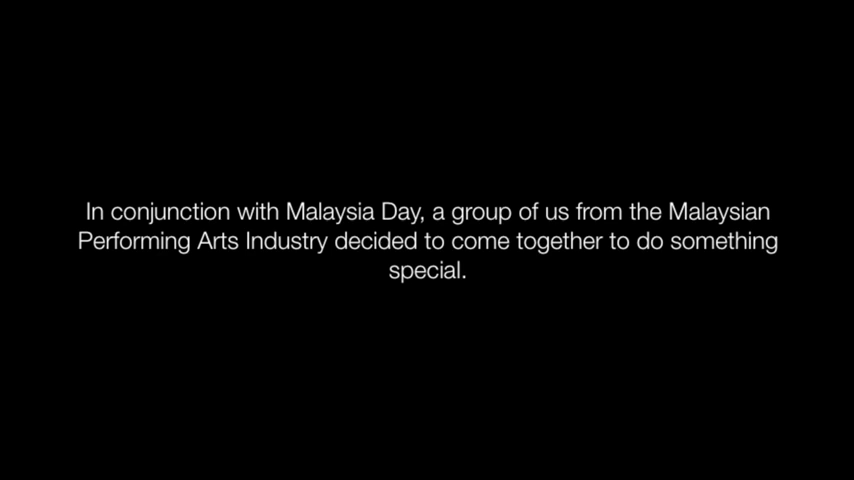 In conjunction with Malaysia Day, a group of us from the Malaysian
Performing Arts Industry decided to come together to do something
special.